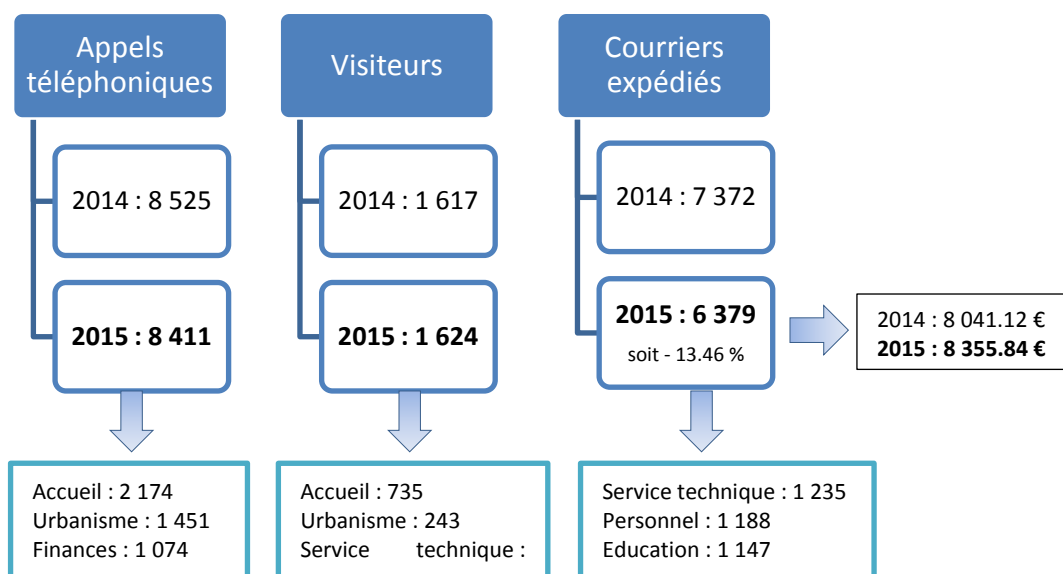 Appels
téléphoniques
2014 : 8 525
2015 : 8 411
Accueil : 2 174
Urbanisme : 1 451
Finances : 1 074
Visiteurs
2014 : 1 617
2015 : 1 624
Accueil : 735
Urbanisme : 243
Service technique :
Courriers
expédiés
2014 : 7 372
2015 : 6 379
soit - 13.46 %
2014 : 8 041.12 €
2015 : 8 355.84 €
Service technique : 1 235
Personnel : 1 188
Education : 1 147